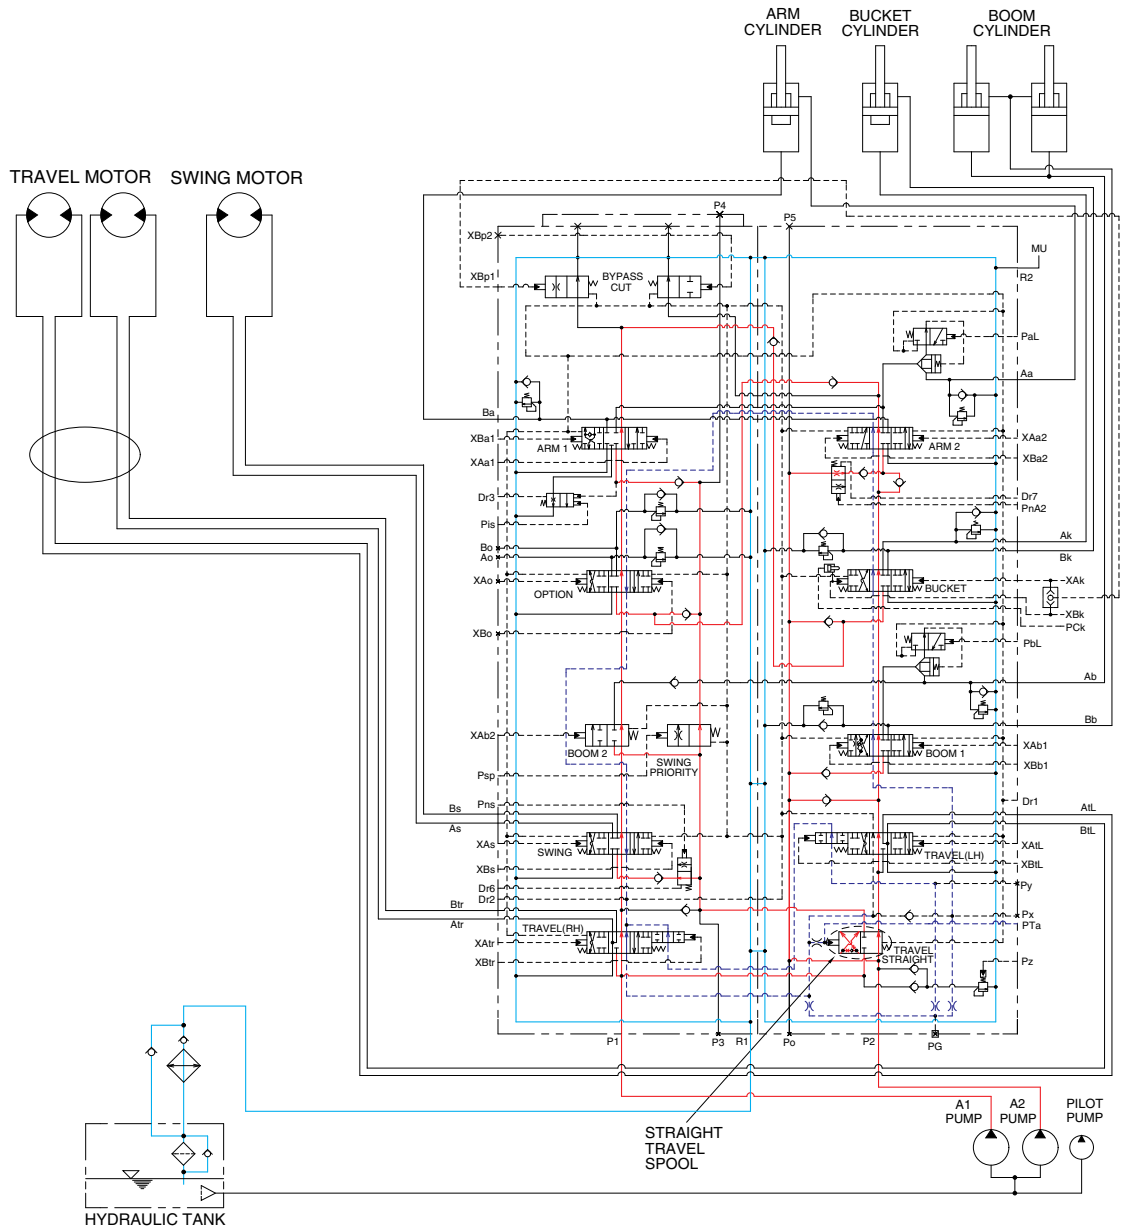 ARM
CYLINDER
BUCKET
CYLINDER
BOOM
CYLINDER
TRAVEL MOTOR
SWING MOTOR
P4
P5
XBp2
MU
XBp1
BYPASS
CUT
R2
PaL
Aa
Ba
XBa1
ARM 1
ARM 2
XAa2
XAa1
XBa2
Dr3
Dr7
PnA2
Pis
Ak
Bo
Ao
Bk
XAo
OPTION
BUCKET
XAk
XBk
PCk
XBo
PbL
Ab
Bb
XAb2
BOOM 2
SWING
PRIORITY
BOOM 1
XAb1
XBb1
Psp
Pns
Dr1
Bs
AtL
As
BtL
XAs
SWING
TRAVEL(LH)
XAtL
XBs
XBtL
Dr6
Dr2
Py
Btr
Px
Atr
TRAVEL(RH)
PTa
XAtr
TRAVEL
STRAIGHT
XBtr
Pz
P1
P3
R1
Po
P2
PG
A1
PUMP
A2
PUMP
PILOT
PUMP
STRAIGHT
TRAVEL
SPOOL
HYDRAULIC TANK